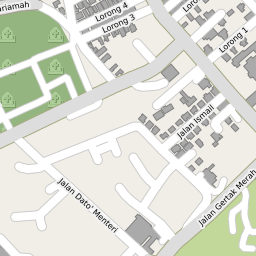 ariamah
Lorong 4
Lorong 3
Lorong 1
Jalan Ismail
Jalan Dato' Menteri
Jalan Gertak Merah